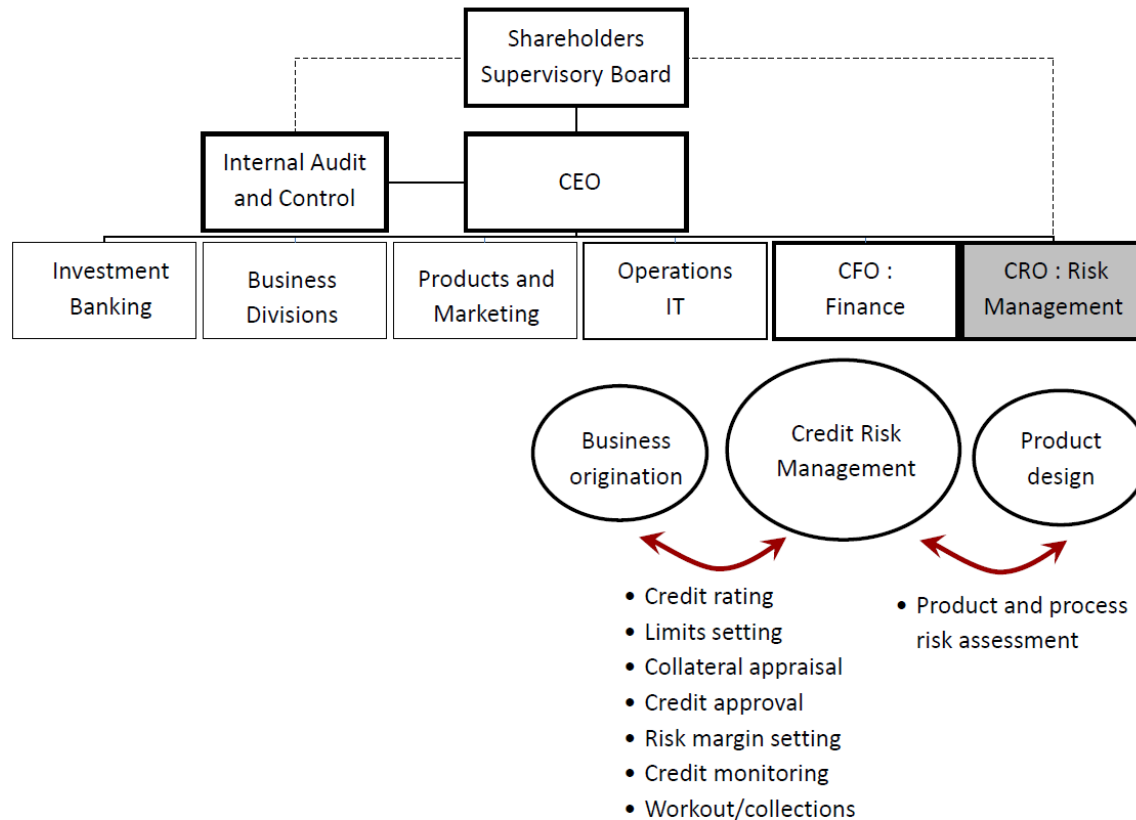 Shareholders
Supervisory Board
Internal Audit
and Control
CEO
Investment
Banking
Business
Divisions
Products and
Marketing
Operations
IT
CFO :
Finance
CRO : Risk
Management
Business
origination
Credit Risk
Management
Product
design
• Credit rating
• Limits setting
• Collateral appraisal
• Credit approval
• Risk margin setting
• Credit monitoring
• Workout/collections
• Product and process
risk assessment